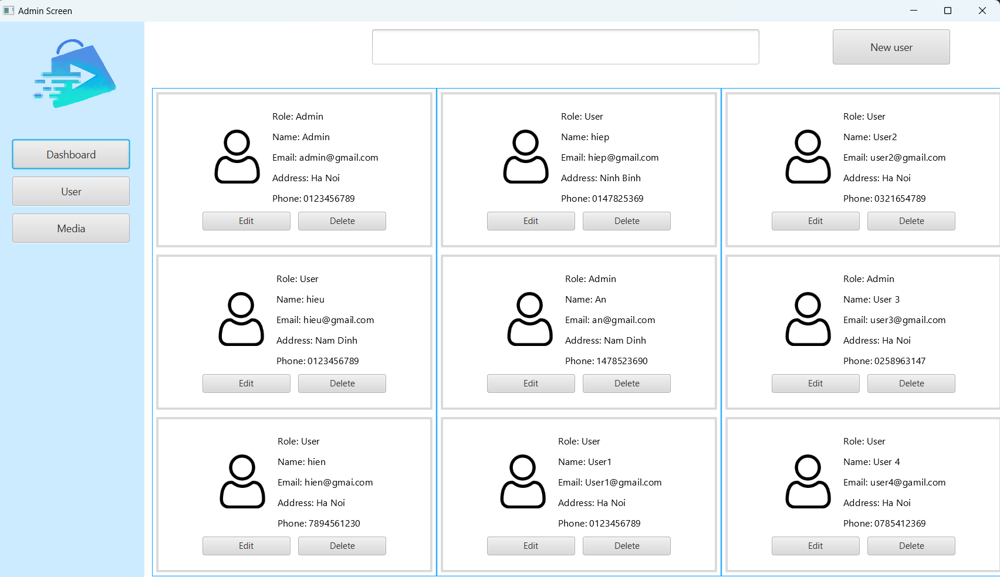 Admin Screen
New user
Dashboard
User
Media
Role: Admin
Name: Admin
Email: admin@gmail.com
Address: Ha Noi
Phone: 0123456789
Edit Delete
Role: User
Name: hiep
Email: hiep@gmail.com
Address: Ninh Binh
Phone: 0147825369
Edit Delete
Role: User
Name: User2
Email: user2@gmail.com
Address: Ha Noi
Phone: 0321654789
Edit Delete
Role: User
Name: hieu
Email: hieu@gmail.com
Address: Nam Dinh
Phone: 0123456789
Edit Delete
Role: Admin
Name: An
Email: an@gmail.com
Address: Nam Dinh
Phone: 1478523690
Edit Delete
Role: Admin
Name: User 3
Email: user3@gmail.com
Address: Ha Noi
Phone: 0258963147
Edit Delete
Role: User
Name: hien
Email: hien@gmai.com
Address: Ha Noi
Phone: 7894561230
Edit Delete
Role: User
Name: User1
Email: User1@gmail.com
Address: Ha Noi
Phone: 0123456789
Edit Delete
Role: User
Name: User 4
Email: user4@gamil.com
Address: Ha Noi
Phone: 0785412369
Edit Delete